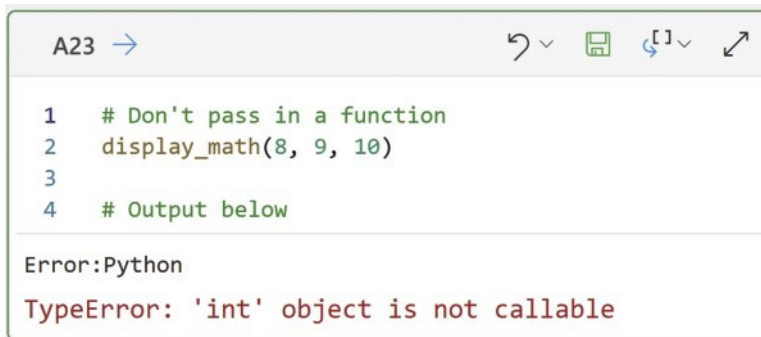 A23
1 # Don't pass in a function
2 display_math(8, 9, 10)
3
4 # Output below
Error:Python
TypeError: 'int' object is not callable